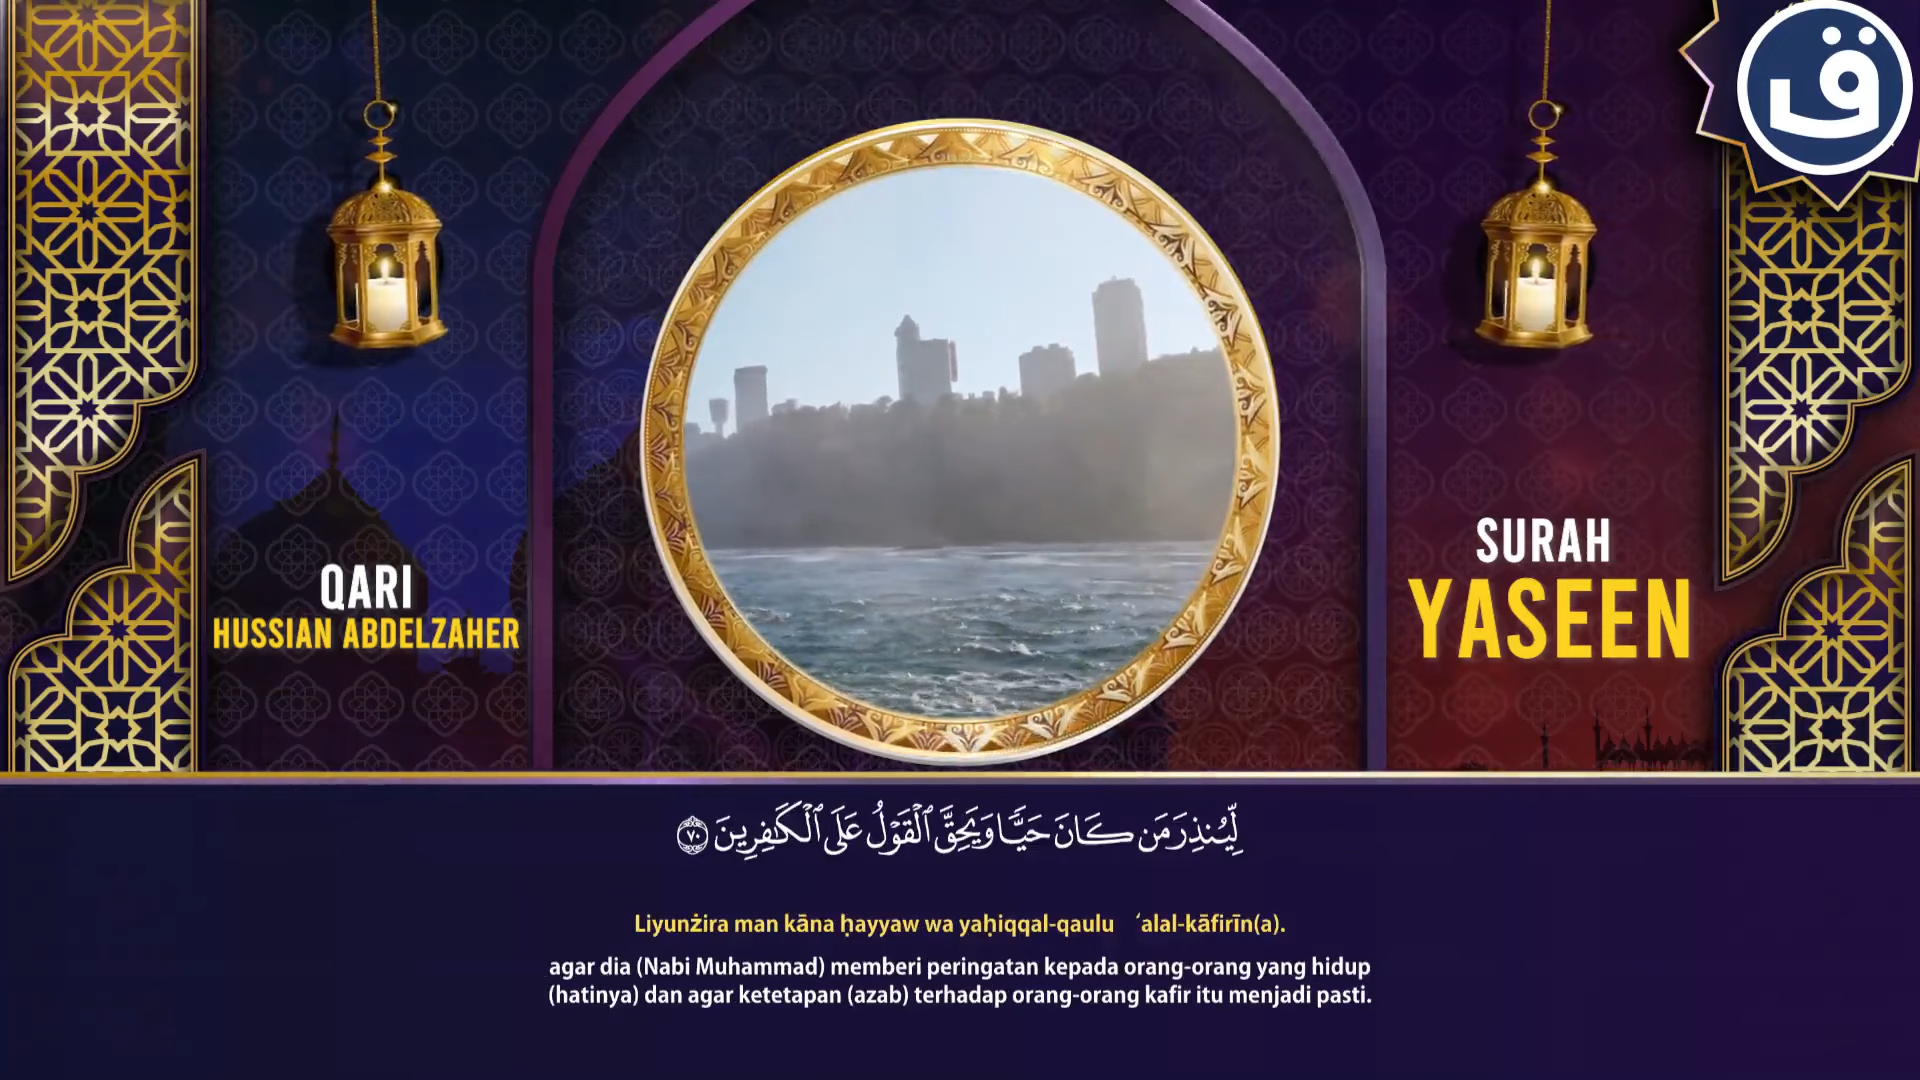 ق
QARI
HUSSIAN ABDELZAHER
SURAH
YASEEN
لِّيُنذِرَ مَن كَانَ حَيًّا وَيَحِقَّ ٱلْقَوْلُ عَلَى ٱلْكَٰفِرِينَ ٧٠
Liyunżira man kāna ḥayyaw wa yaḥiqqal-qaulu ‘alal-kāfirīn(a).
agar dia (Nabi Muhammad) memberi peringatan kepada orang-orang yang hidup
(hatinya) dan agar ketetapan (azab) terhadap orang-orang kafir itu menjadi pasti.